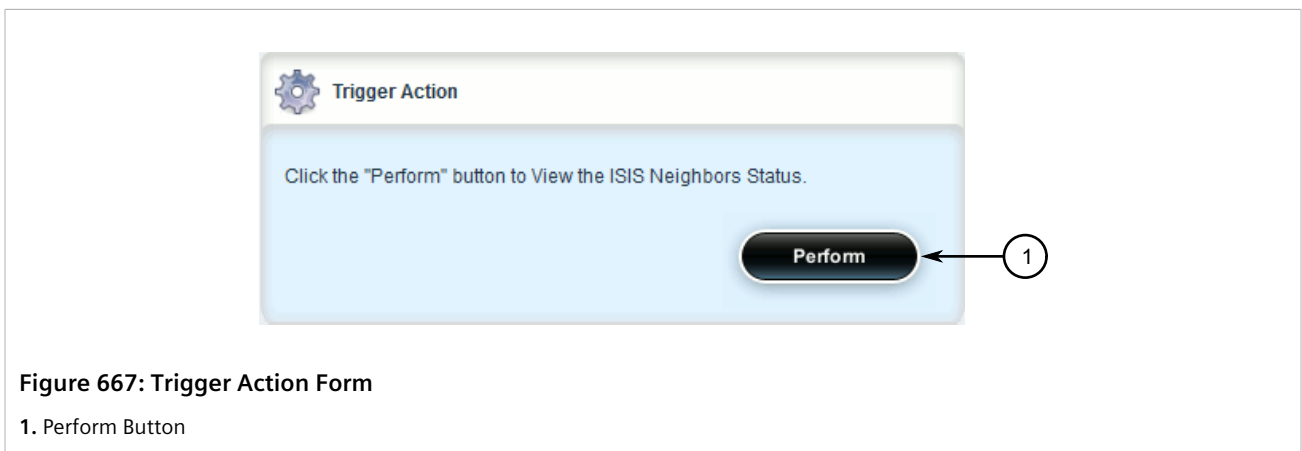 Trigger Action
Click the "Perform" button to View the ISIS Neighbors Status.
Perform
1
Figure 667: Trigger Action Form
1. Perform Button